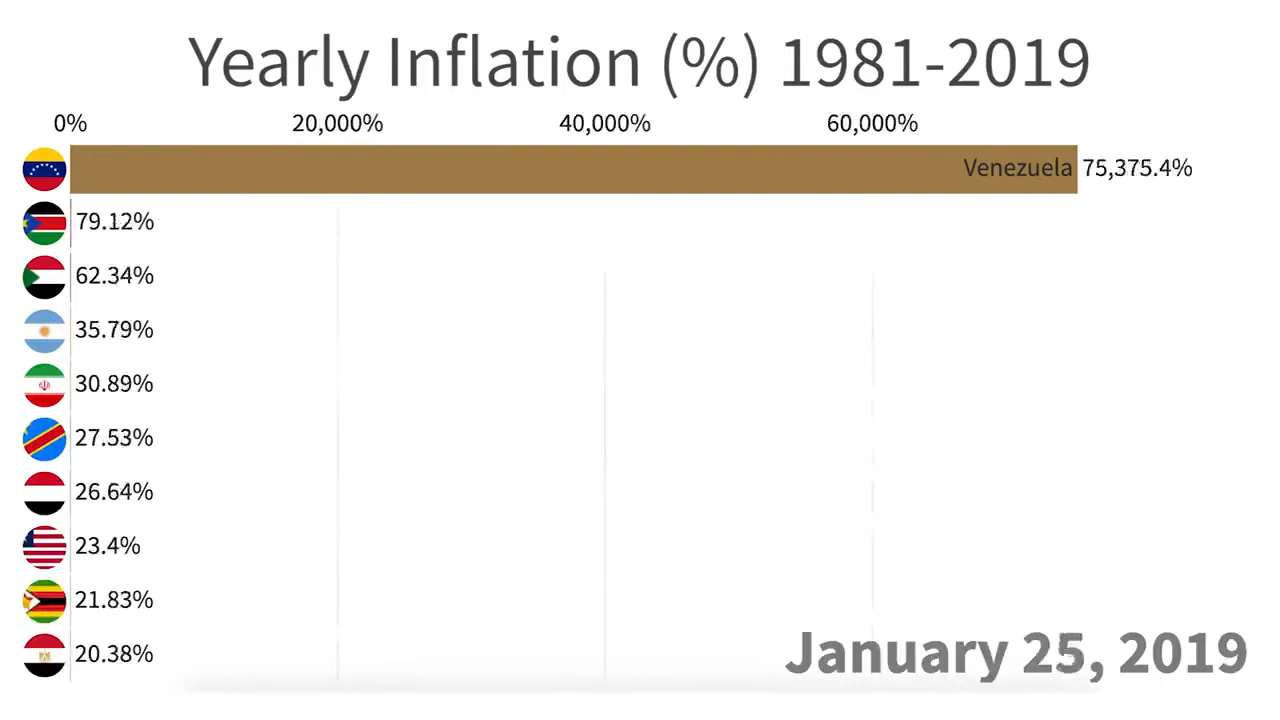 Yearly Inflation (%) 1981-2019
0% 20,000% 40,000% 60,000%
Venezuela 75,375.4%
79.12%
62.34%
35.79%
30.89%
27.53%
26.64%
23.4%
21.83%
20.38%
January 25, 2019